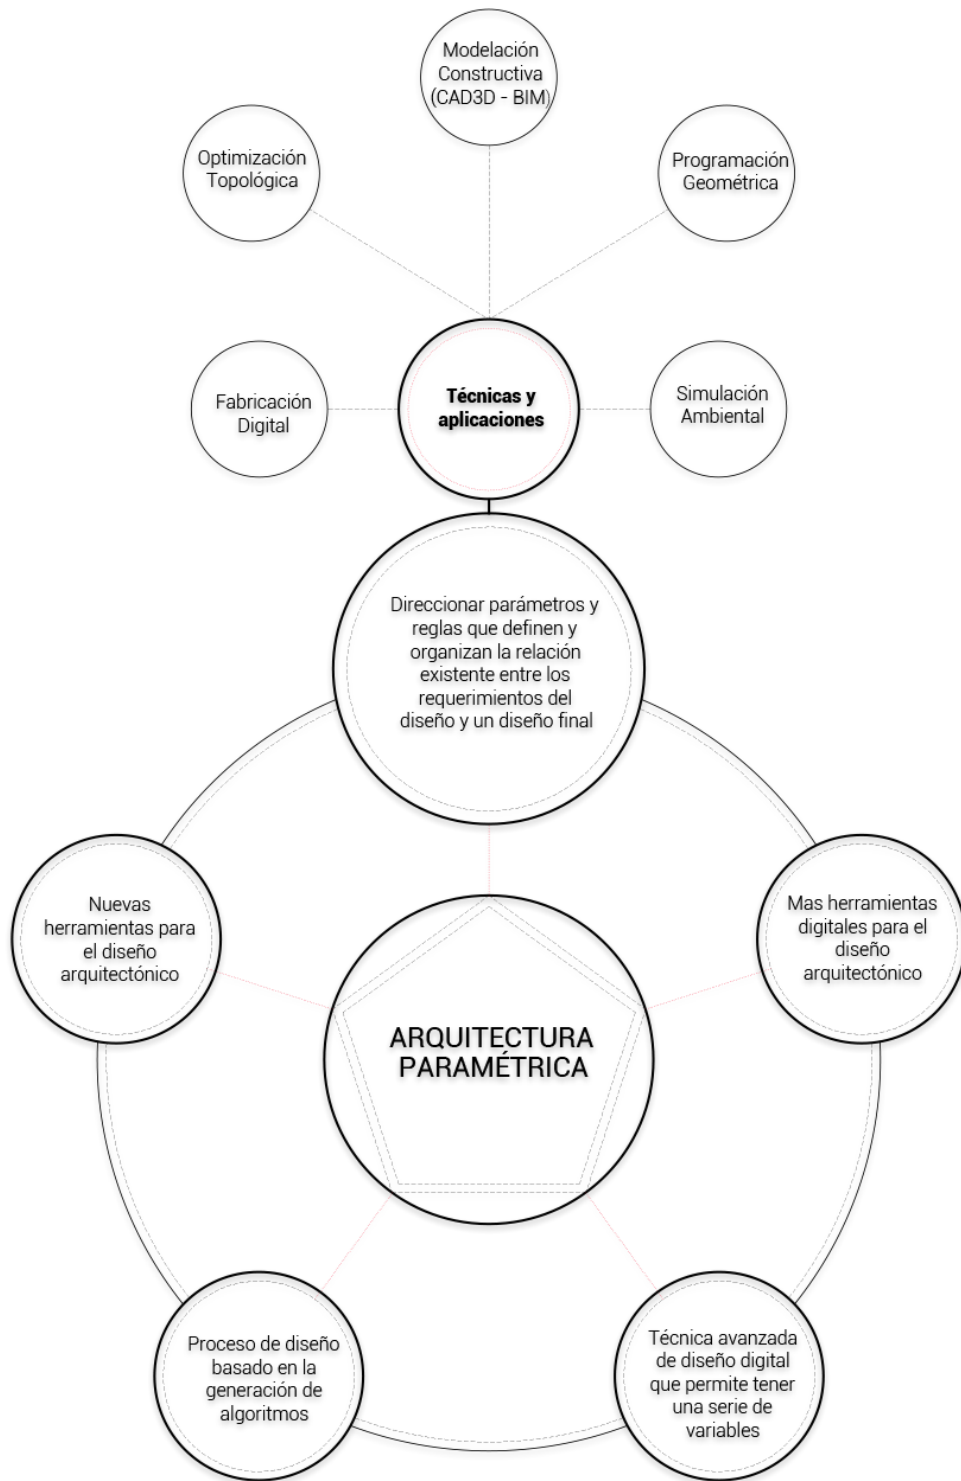 Modelación
Constructiva
(CAD3D - BIM)
Optimización
Topológica
Programación
Geométrica
Fabricación
Digital
Técnicas y
aplicaciones
Simulación
Ambiental
Direccionar parámetros y
reglas que definen y
organizan la relación
existente entre los
requerimientos del
diseño y un diseño final
Nuevas
herramientas para
el diseño
arquitectónico
Mas herramientas
digitales para el
diseño
arquitectónico
ARQUITECTURA
PARAMÉTRICA
Proceso de diseño
basado en la
generación de
algoritmos
Técnica avanzada
de diseño digital
que permite tener
una serie de
variables